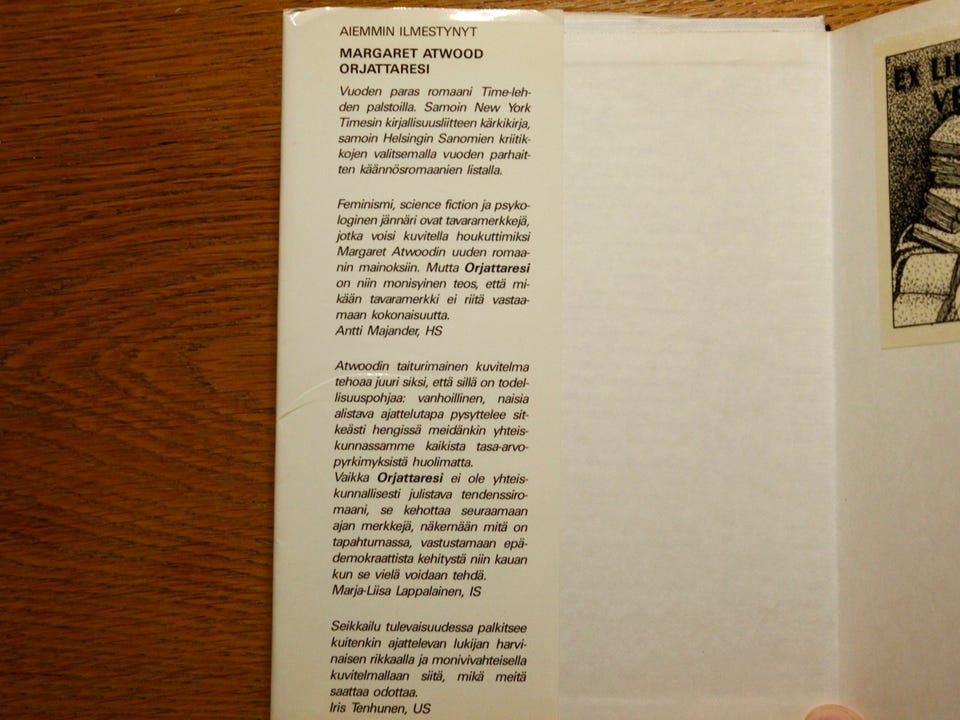 AIEMMIN ILMESTYNYT
MARGARET ATWOOD
ORJATTARESI
Vuoden paras romaani Time-leh-
den palstoilla. Samoin New York
Timesin kirjallisuusliitteen kärkikirja,
samoin Helsingin Sanomien kriitik-
kojen valitsemalla vuoden parhait-
ten käännösromaanien listalla.
Feminismi, science fiction ja psyko-
loginen jännäri ovat tavaramerkkejä,
jotka voisi kuvitella houkuttimiksi
Margaret Atwoodin uuden romaa-
nin mainoksiin. Mutta Orjattaresi
on niin monisyinen teos, että mi-
kään tavaramerkki ei riitä vastaa-
maan kokonaisuutta.
Antti Majander, HS
Atwoodin taiturimainen kuvitelma
tehoaa juuri siksi, että sillä on todel-
lisuuspohjaa: vanhoillinen, naisia
alistava ajattelutapa pysyttelee sit-
keästi hengissä meidänkin yhteis-
kunnassamme kaikista tasa-arvo-
pyrkimyksistä huolimatta.
Vaikka Orjattaresi ei ole yhteis-
kunnallisesti julistava tendenssiro-
maani, se kehottaa seuraamaan
ajan merkkejä, näkemään mitä on
tapahtumassa, vastustamaan epä-
demokraattista kehitystä niin kauan
kun se vielä voidaan tehdä.
Marja-Liisa Lappalainen, IS
Seikkailu tulevaisuudessa palkitsee
kuitenkin ajattelevan lukijan harvi-
naisen rikkaalla ja monivivahteisella
kuvitelmallaan siitä, mikä meitä
saattaa odottaa.
Iris Tenhunen, US
EX